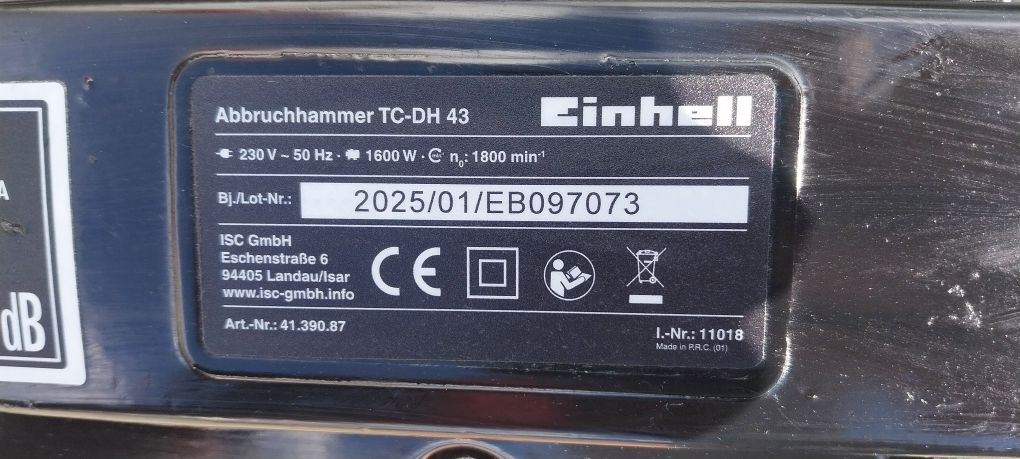 Abbruchhammer TC-DH 43
Einhell
230 V ~ 50 Hz · 1600 W · n₀: 1800 min⁻¹
Bj./Lot-Nr.: 2025/01/EB097073
ISC GmbH
Eschenstraße 6
94405 Landau/Isar
www.isc-gmbh.info
CE
Art.-Nr.: 41.390.87
I.-Nr.: 11018
Made in P.R.C. (01)
A
dB